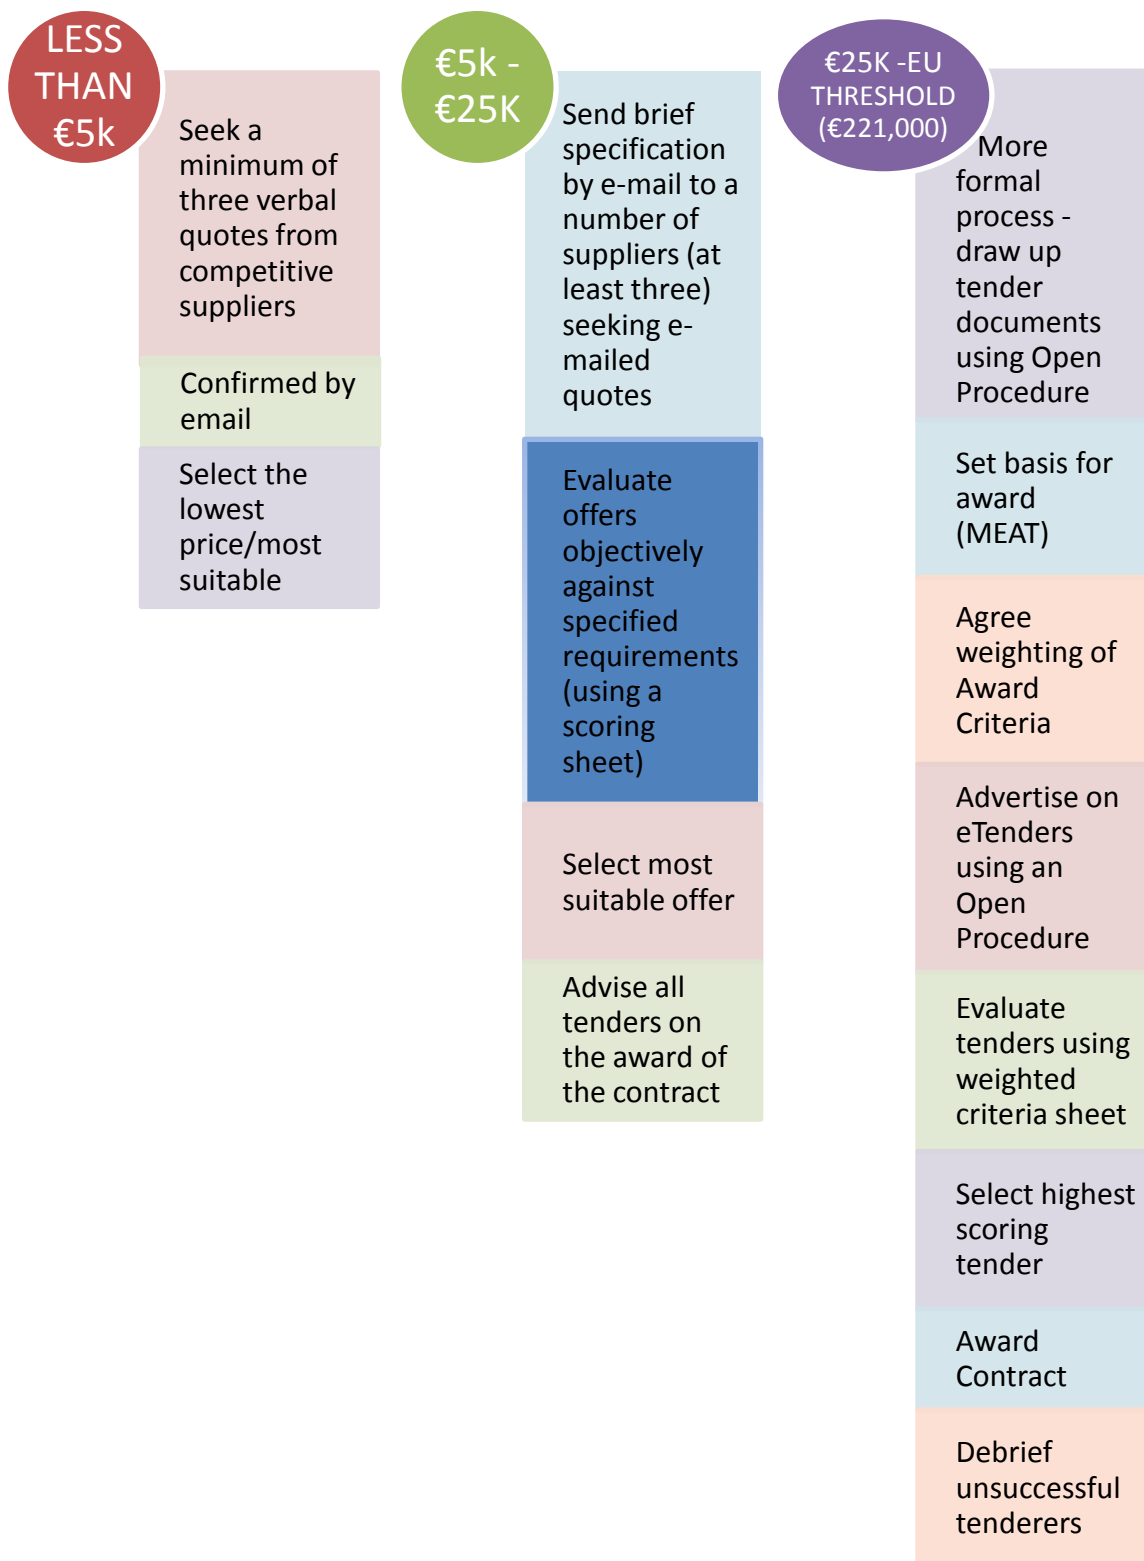 LESS
THAN
€5k
Seek a
minimum of
three verbal
quotes from
competitive
suppliers
Confirmed by
email
Select the
lowest
price/most
suitable
€5k -
€25K
Send brief
specification
by e-mail to a
number of
suppliers (at
least three)
seeking e-
mailed
quotes
Evaluate
offers
objectively
against
specified
requirements
(using a
scoring
sheet)
Select most
suitable offer
Advise all
tenders on
the award of
the contract
€25K -EU
THRESHOLD
(€221,000)
More
formal
process -
draw up
tender
documents
using Open
Procedure
Set basis for
award
(MEAT)
Agree
weighting of
Award
Criteria
Advertise on
eTenders
using an
Open
Procedure
Evaluate
tenders using
weighted
criteria sheet
Select highest
scoring
tender
Award
Contract
Debrief
unsuccessful
tenderers